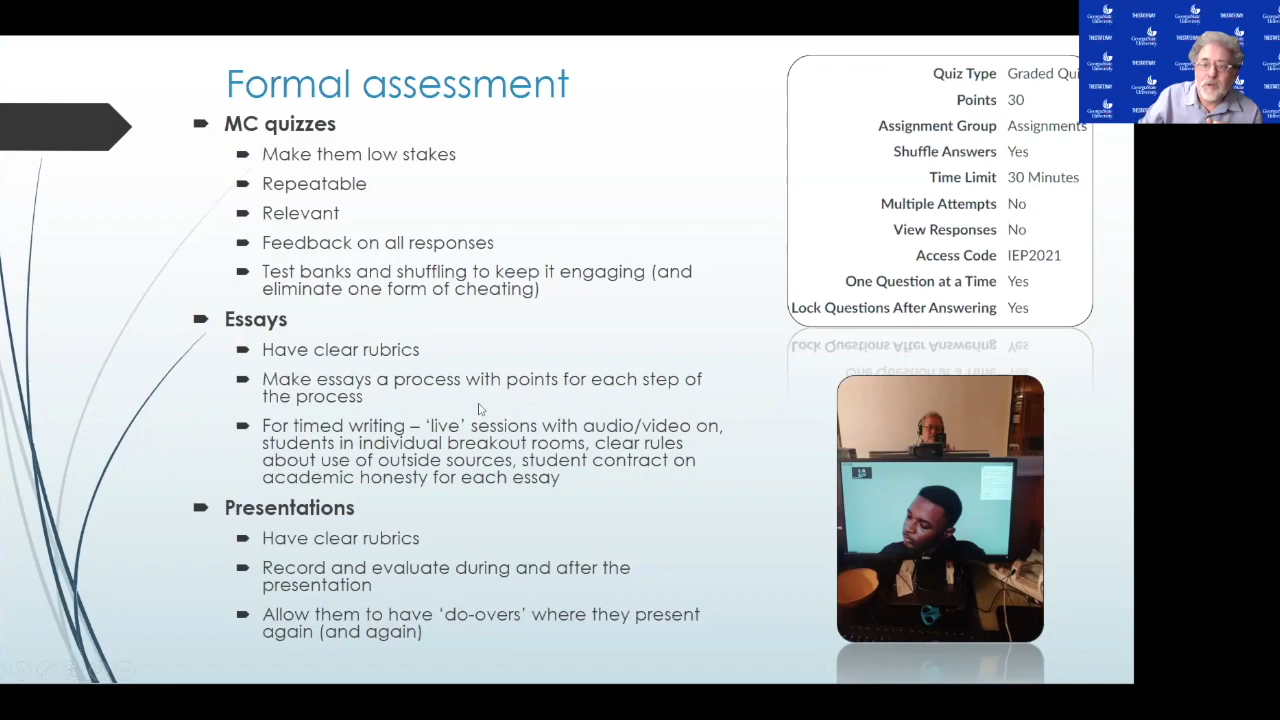 Formal assessment
MC quizzes
Make them low stakes
Repeatable
Relevant
Feedback on all responses
Test banks and shuffling to keep it engaging (and
eliminate one form of cheating)
Essays
Have clear rubrics
Make essays a process with points for each step of
the process
For timed writing – ‘live’ sessions with audio/video on,
students in individual breakout rooms, clear rules
about use of outside sources, student contract on
academic honesty for each essay
Presentations
Have clear rubrics
Record and evaluate during and after the
presentation
Allow them to have ‘do-overs’ where they present
again (and again)
Quiz Type Graded Qui
Points 30
Assignment Group Assignments
Shuffle Answers Yes
Time Limit 30 Minutes
Multiple Attempts No
View Responses No
Access Code IEP2021
One Question at a Time Yes
Lock Questions After Answering Yes
GeorgiaState
University
THESTATEWAY